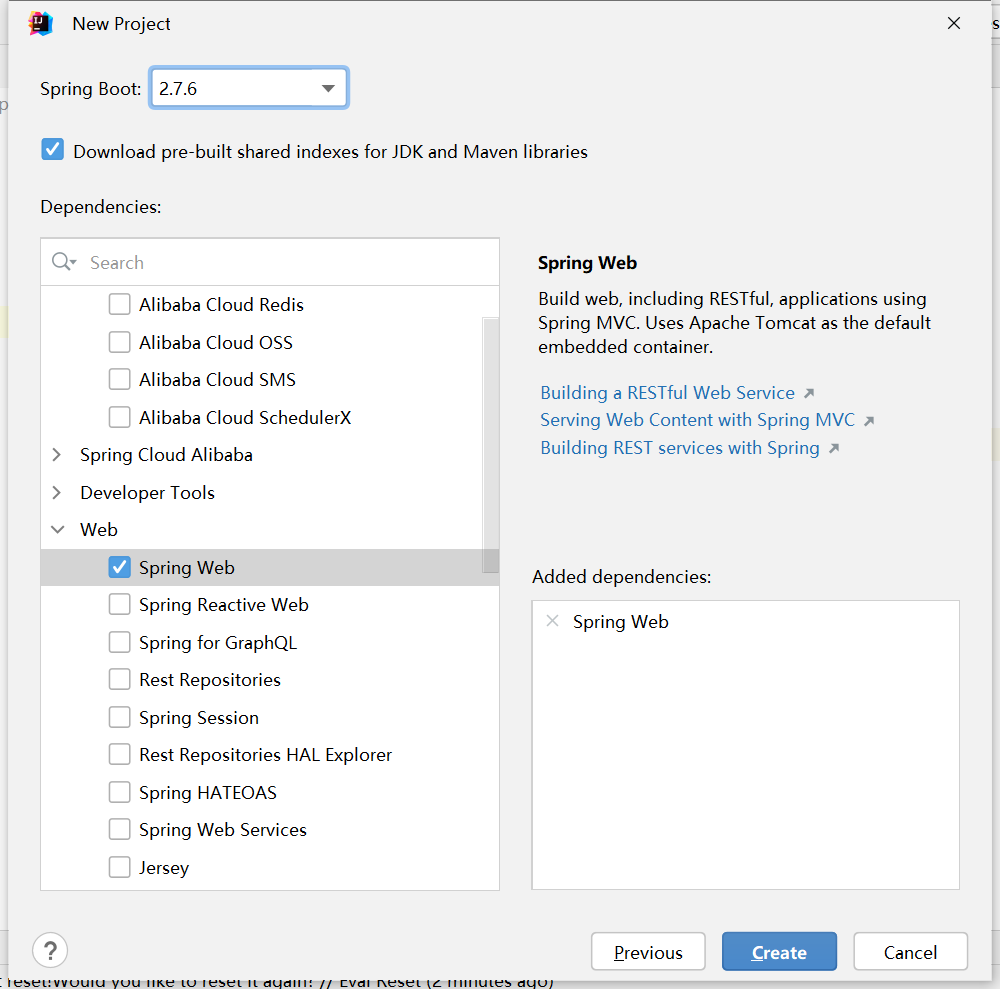 New Project
Spring Boot: 2.7.6
Download pre-built shared indexes for JDK and Maven libraries
Dependencies:
Search
Alibaba Cloud Redis
Alibaba Cloud OSS
Alibaba Cloud SMS
Alibaba Cloud SchedulerX
Spring Cloud Alibaba
Developer Tools
Web
Spring Web
Spring Reactive Web
Spring for GraphQL
Rest Repositories
Spring Session
Rest Repositories HAL Explorer
Spring HATEOAS
Spring Web Services
Jersey
Spring Web
Build web, including RESTful, applications using
Spring MVC. Uses Apache Tomcat as the default
embedded container.
Building a RESTful Web Service
Serving Web Content with Spring MVC
Building REST services with Spring
Added dependencies:
Spring Web
?
Previous
Create
Cancel
t reset!Would you like to reset it again? // Eval Reset (2 minutes ago)